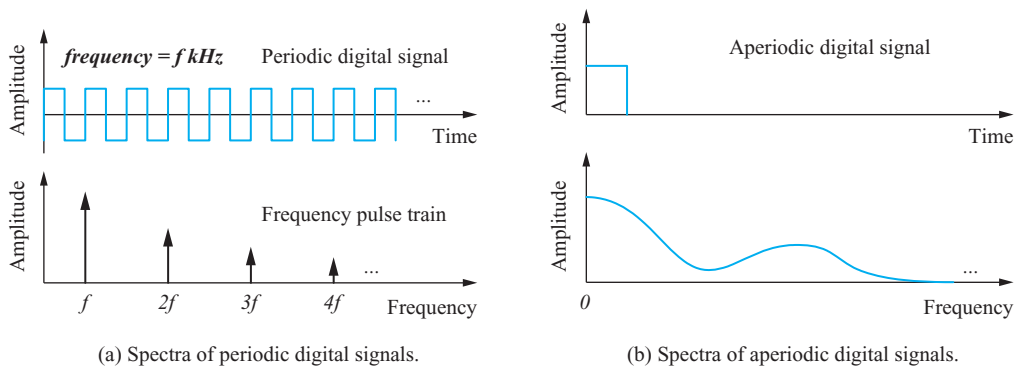 frequency = f kHz
Periodic digital signal
Amplitude
...
Time
Amplitude
Frequency pulse train
...
f 2f 3f 4f
Frequency
(a) Spectra of periodic digital signals.
Aperiodic digital signal
Amplitude
Time
Amplitude
...
0
Frequency
(b) Spectra of aperiodic digital signals.